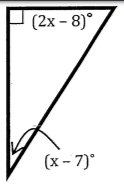 (2x – 8)°
(x – 7)°